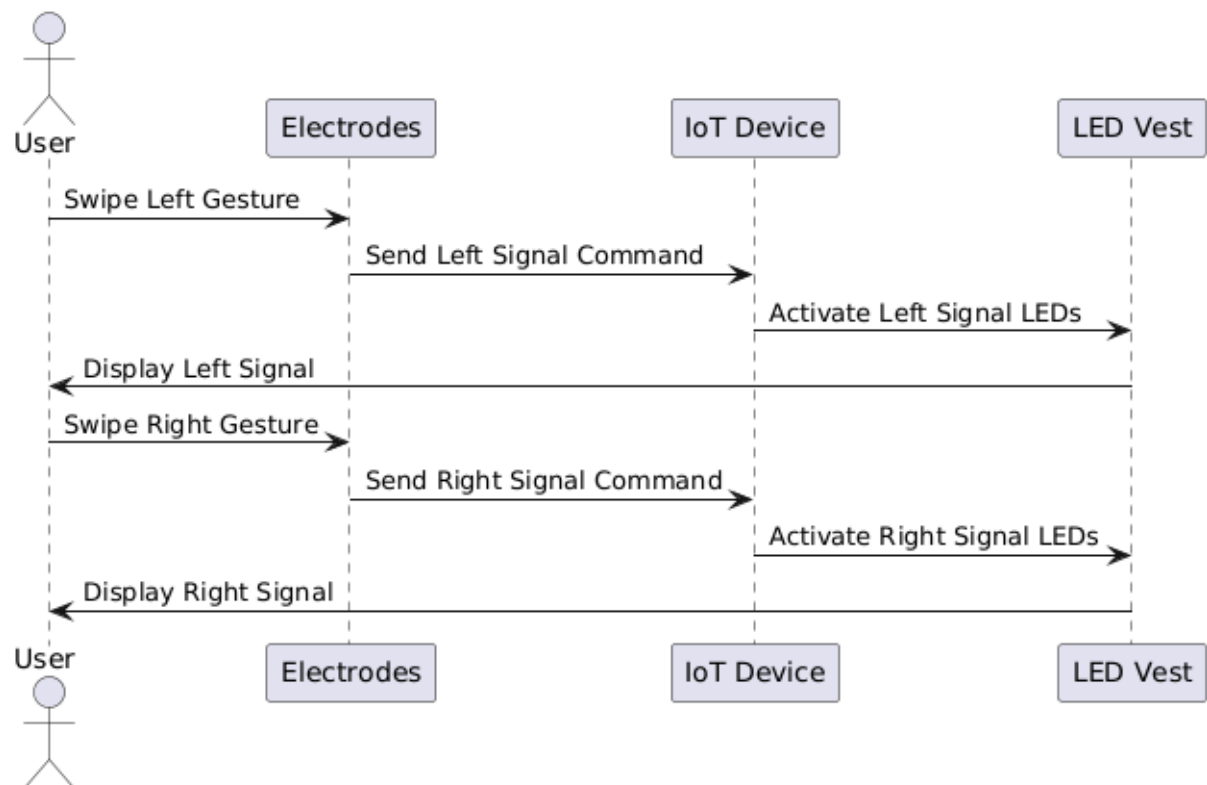 User
Electrodes
IoT Device
LED Vest
Swipe Left Gesture
Send Left Signal Command
Activate Left Signal LEDs
Display Left Signal
Swipe Right Gesture
Send Right Signal Command
Activate Right Signal LEDs
Display Right Signal
User
Electrodes
IoT Device
LED Vest